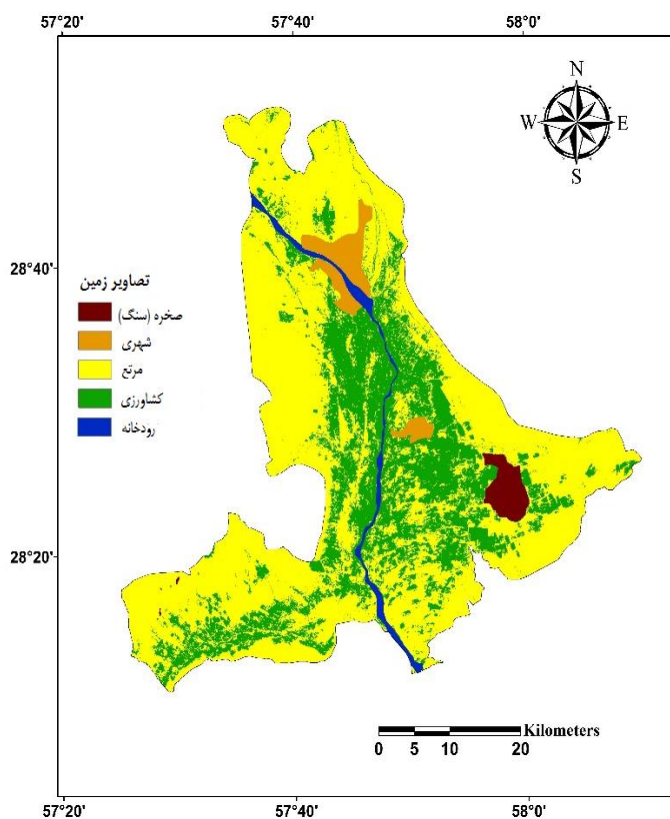 57°20' 57°40' 58°0'
N
W E
S
28°40'
تصاویر زمین
صخره (سنگ)
شهری
مرتع
کشاورزی
رودخانه
28°20'
Kilometers
0 5 10 20
57°20' 57°40' 58°0'